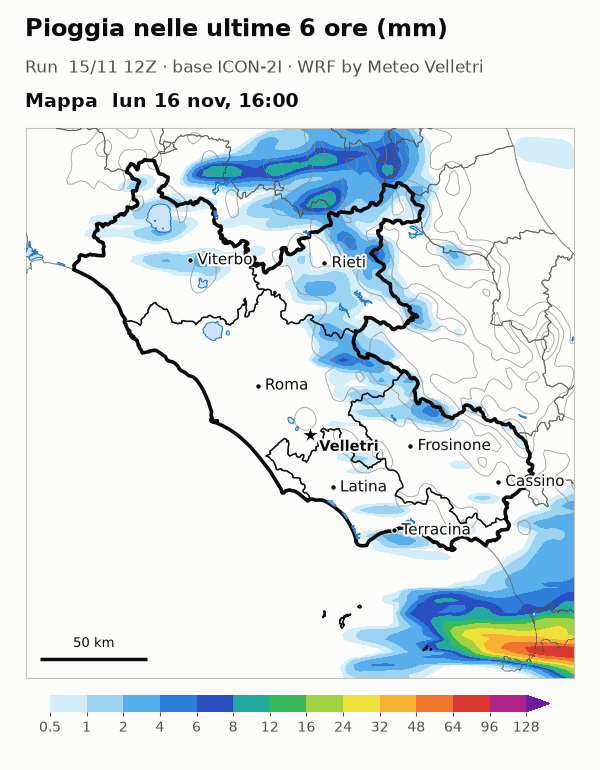 Pioggia nelle ultime 6 ore (mm)
Run  15/11 12Z · base ICON-2I · WRF by Meteo Velletri
Mappa  lun 16 nov, 16:00
Viterbo
Rieti
Roma
Velletri
Frosinone
Latina
Cassino
Terracina
50 km
0.5 1 2 4 6 8 12 16 24 32 48 64 96 128